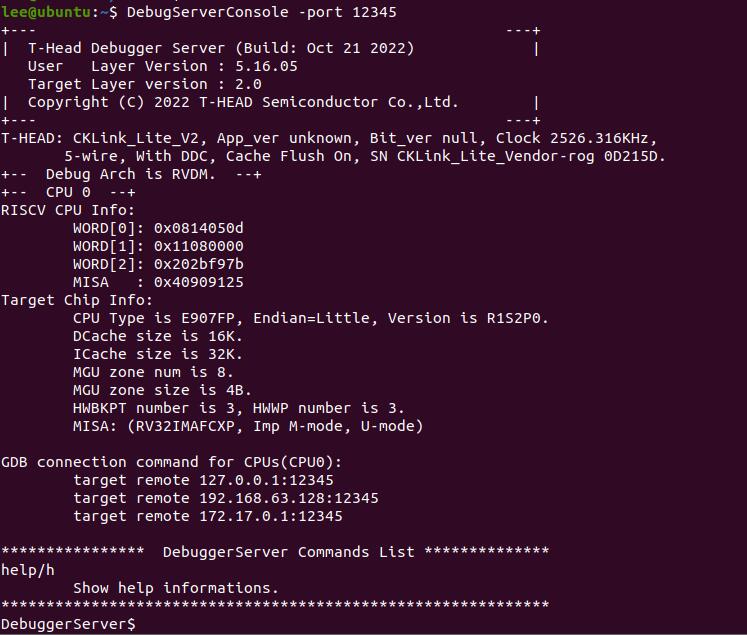 lee@ubuntu:~$ DebugServerConsole -port 12345
+---                                                    ---+
|  T-Head Debugger Server (Build: Oct 21 2022)             |
   User   Layer Version : 5.16.05
   Target Layer version : 2.0
|  Copyright (C) 2022 T-HEAD Semiconductor Co.,Ltd.        |
+---                                                    ---+
T-HEAD: CKLink_Lite_V2, App_ver unknown, Bit_ver null, Clock 2526.316KHz,
       5-wire, With DDC, Cache Flush On, SN CKLink_Lite_Vendor-rog 0D215D.
+--  Debug Arch is RVDM.  --+
+--  CPU 0  --+
RISCV CPU Info:
        WORD[0]: 0x0814050d
        WORD[1]: 0x11080000
        WORD[2]: 0x202bf97b
        MISA   : 0x40909125
Target Chip Info:
        CPU Type is E907FP, Endian=Little, Version is R1S2P0.
        DCache size is 16K.
        ICache size is 32K.
        MGU zone num is 8.
        MGU zone size is 4B.
        HWBKPT number is 3, HWWP number is 3.
        MISA: (RV32IMAFCXP, Imp M-mode, U-mode)

GDB connection command for CPUs(CPU0):
        target remote 127.0.0.1:12345
        target remote 192.168.63.128:12345
        target remote 172.17.0.1:12345

****************  DebuggerServer Commands List **************
help/h
        Show help informations.
*************************************************************
DebuggerServer$